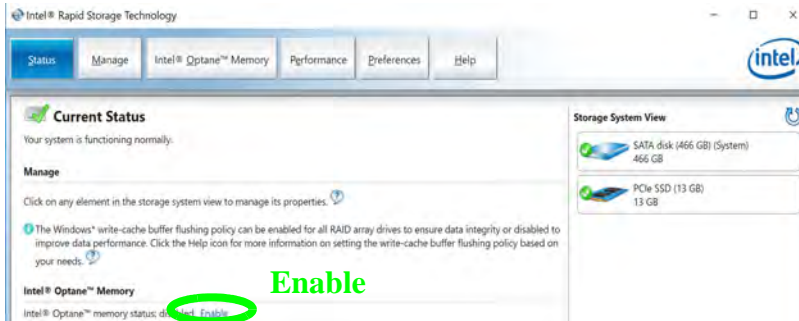 Intel® Rapid Storage Technology
Status
Manage
Intel® Optane™ Memory
Performance
Preferences
Help
intel
Current Status
Your system is functioning normally.
Manage
Click on any element in the storage system view to manage its properties.
The Windows* write-cache buffer flushing policy can be enabled for all RAID array drives to ensure data integrity or disabled to
improve data performance. Click the Help icon for more information on setting the write-cache buffer flushing policy based on
your needs.
Enable
Intel® Optane™ Memory
Intel® Optane™ memory status: disabled. Enable
Storage System View
SATA disk (466 GB) (System)
466 GB
PCIe SSD (13 GB)
13 GB